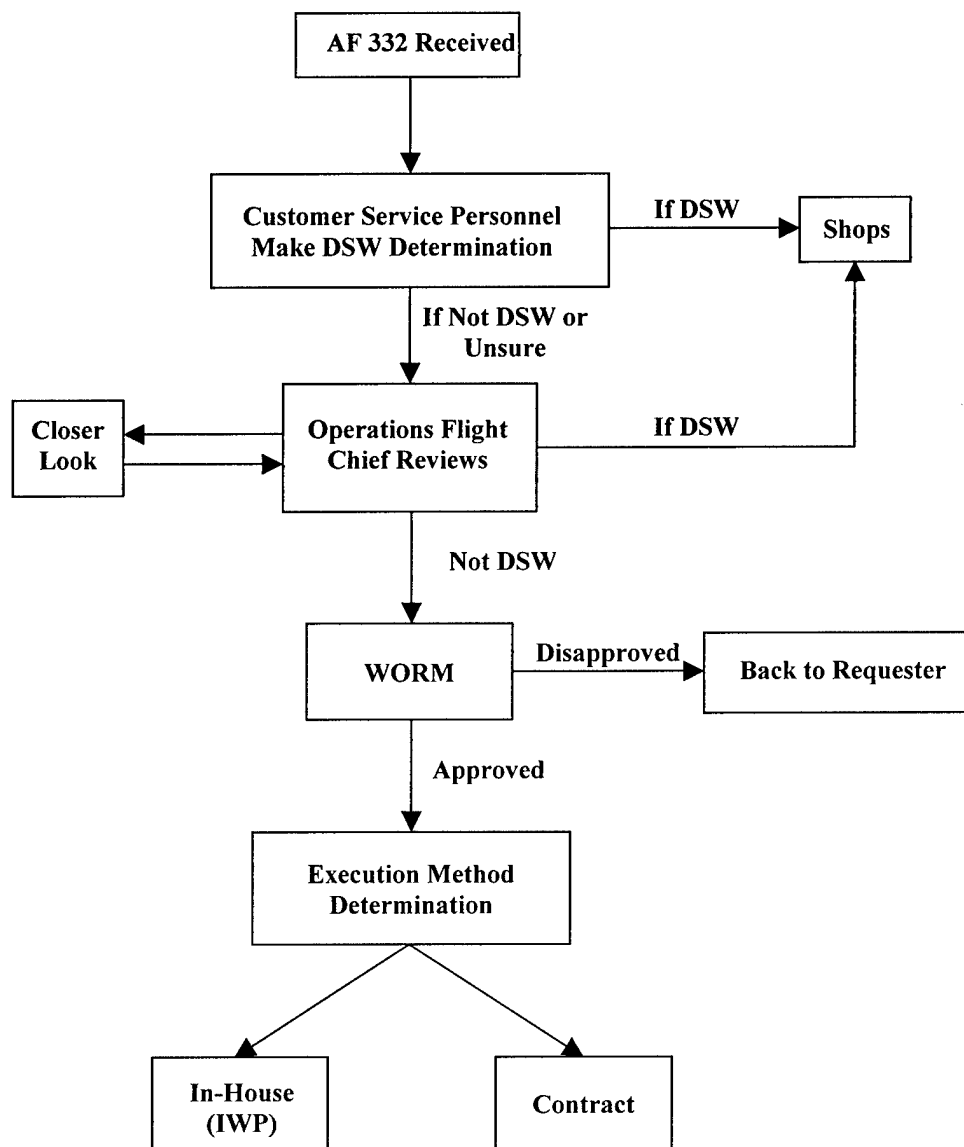 AF 332 Received
Customer Service Personnel
Make DSW Determination
If DSW
Shops
If Not DSW or
Unsure
Closer
Look
Operations Flight
Chief Reviews
If DSW
Not DSW
WORM
Disapproved
Back to Requester
Approved
Execution Method
Determination
In-House
(IWP)
Contract